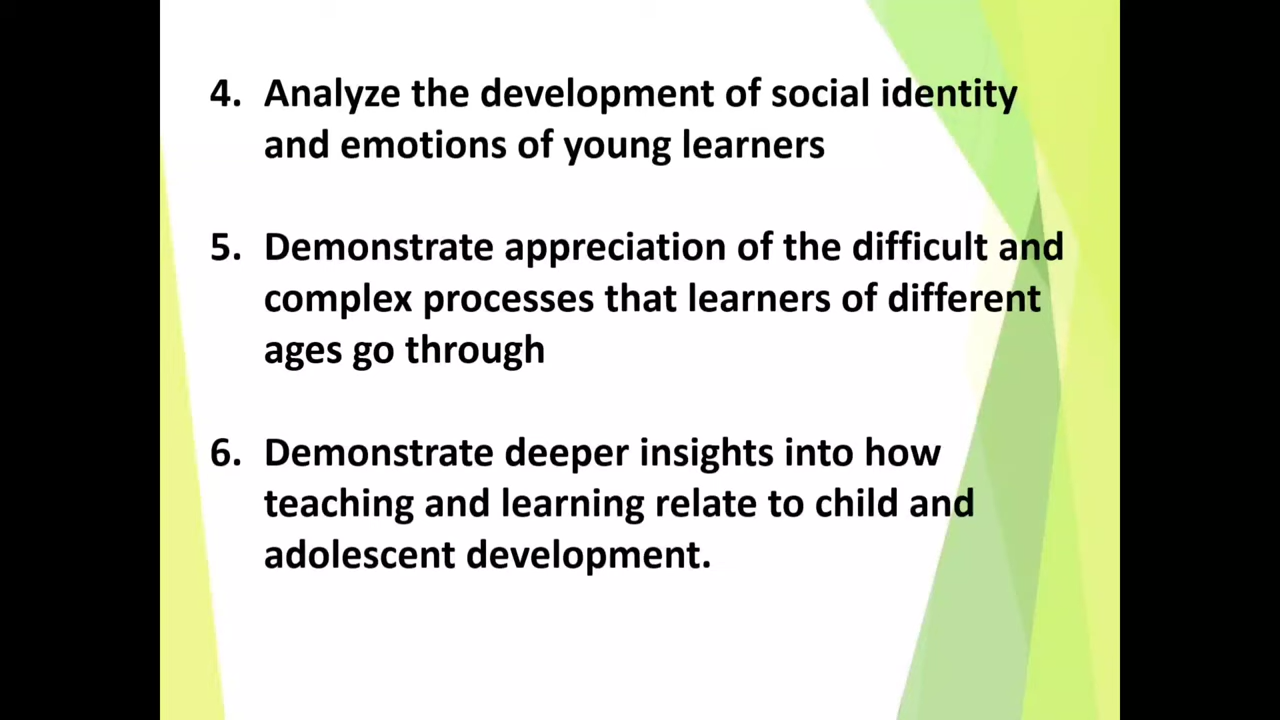 4. Analyze the development of social identity
and emotions of young learners
5. Demonstrate appreciation of the difficult and
complex processes that learners of different
ages go through
6. Demonstrate deeper insights into how
teaching and learning relate to child and
adolescent development.